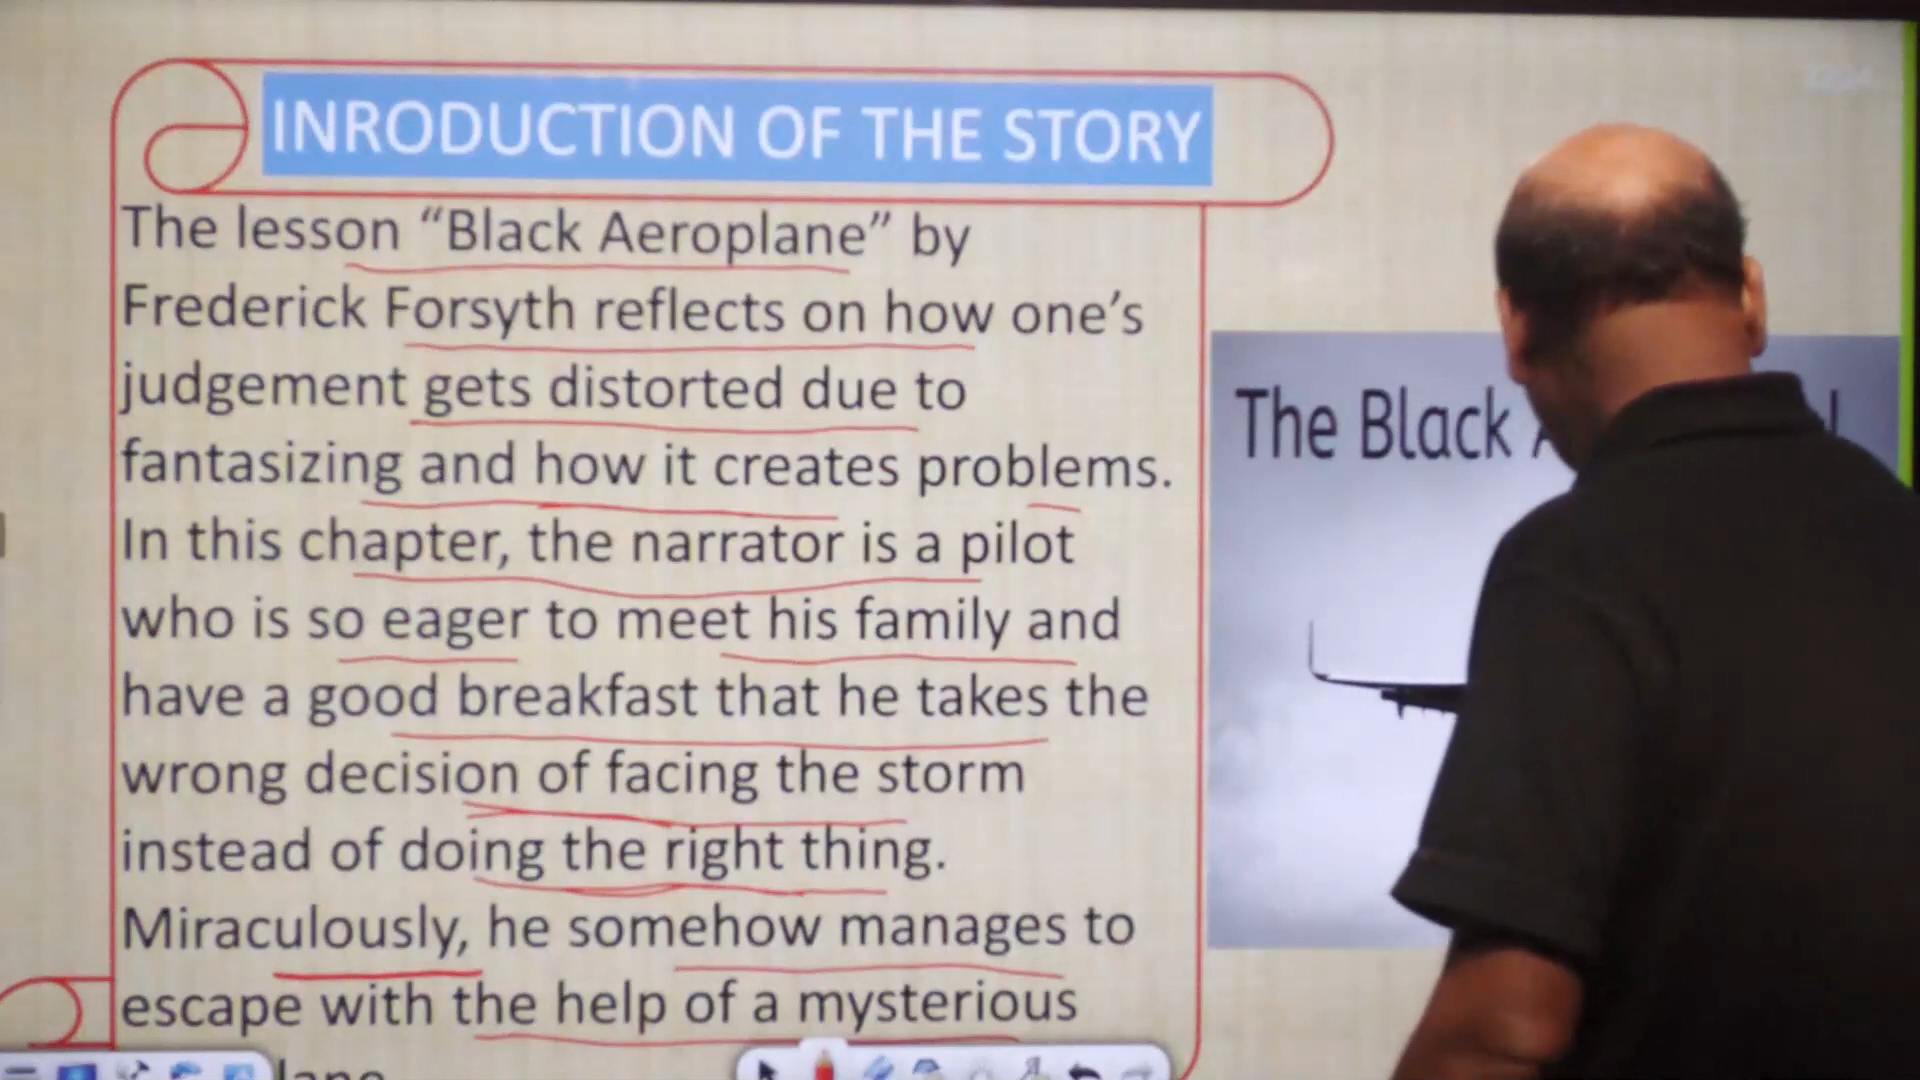 INRODUCTION OF THE STORY
The lesson “Black Aeroplane” by
Frederick Forsyth reflects on how one’s
judgement gets distorted due to
fantasizing and how it creates problems.
In this chapter, the narrator is a pilot
who is so eager to meet his family and
have a good breakfast that he takes the
wrong decision of facing the storm
instead of doing the right thing.
Miraculously, he somehow manages to
escape with the help of a mysterious
The Black